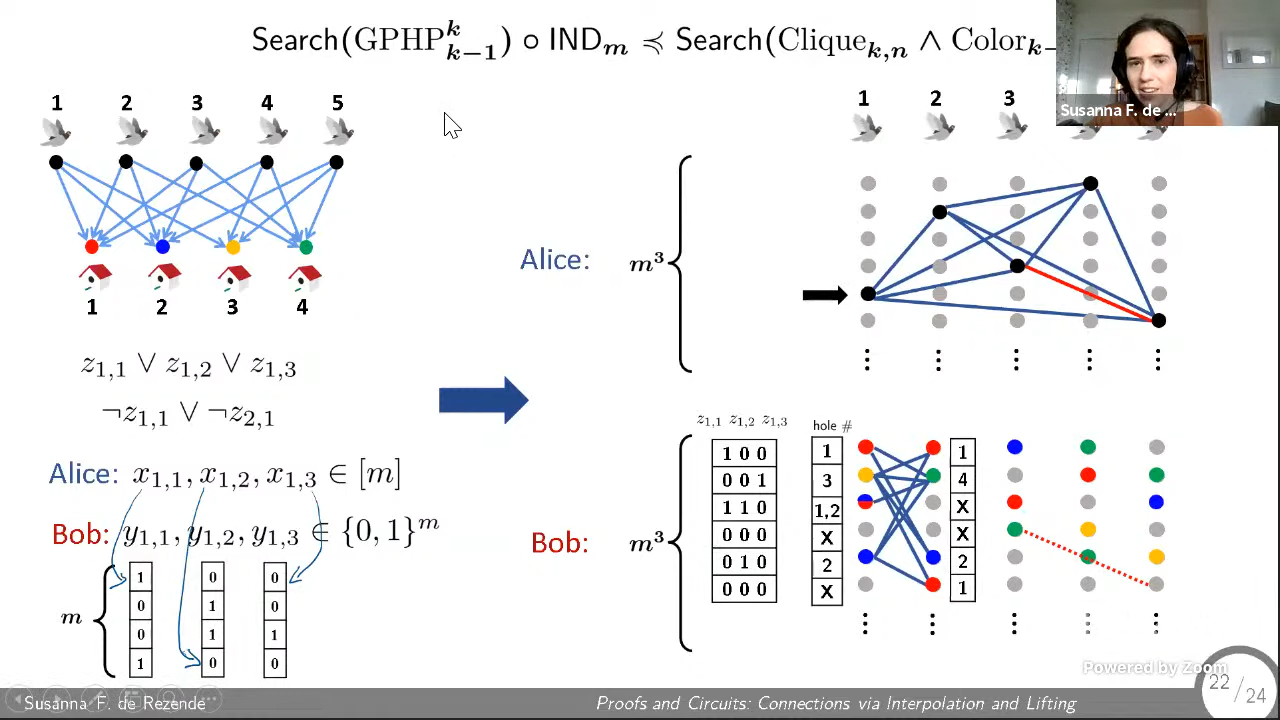 Search(GPHP^k_{k-1}) ∘ IND_m ≼ Search(Clique_{k,n} ∧ Color_{k-
Susanna F. de ...
1 2 3 4 5
1 2 3 4
z_{1,1} ∨ z_{1,2} ∨ z_{1,3}
¬z_{1,1} ∨ ¬z_{2,1}
Alice: x_{1,1}, x_{1,2}, x_{1,3} ∈ [m]
Bob: y_{1,1}, y_{1,2}, y_{1,3} ∈ {0, 1}^m
m
1 0 0
0 1 0
0 1 1
1 0 0
1 2 3
Alice: m^3
⋮ ⋮ ⋮ ⋮ ⋮
z_{1,1} z_{1,2} z_{1,3} hole #
Bob: m^3
1 0 0 1 1
0 0 1 3 4
1 1 0 1,2 X
0 0 0 X X
0 1 0 2 2
0 0 0 X 1
⋮ ⋮ ⋮ ⋮ ⋮
Powered by Zoom
22/24
Susanna F. de Rezende Proofs and Circuits: Connections via Interpolation and Lifting